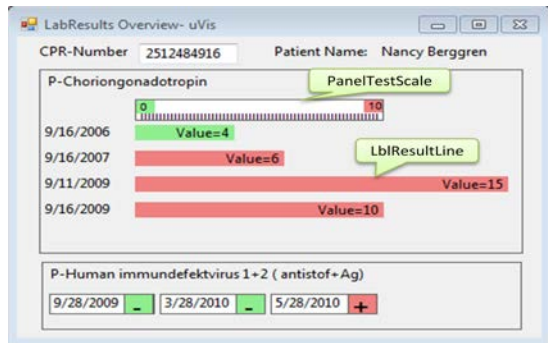 LabResults Overview- uVis
CPR-Number 2512484916 Patient Name: Nancy Berggren
P-Choriongonadotropin
PanelTestScale
0 10
9/16/2006 Value=4
9/16/2007 Value=6
LblResultLine
9/11/2009 Value=15
9/16/2009 Value=10
P-Human immundefektvirus 1+2 ( antistof+Ag)
9/28/2009 - 3/28/2010 - 5/28/2010 +